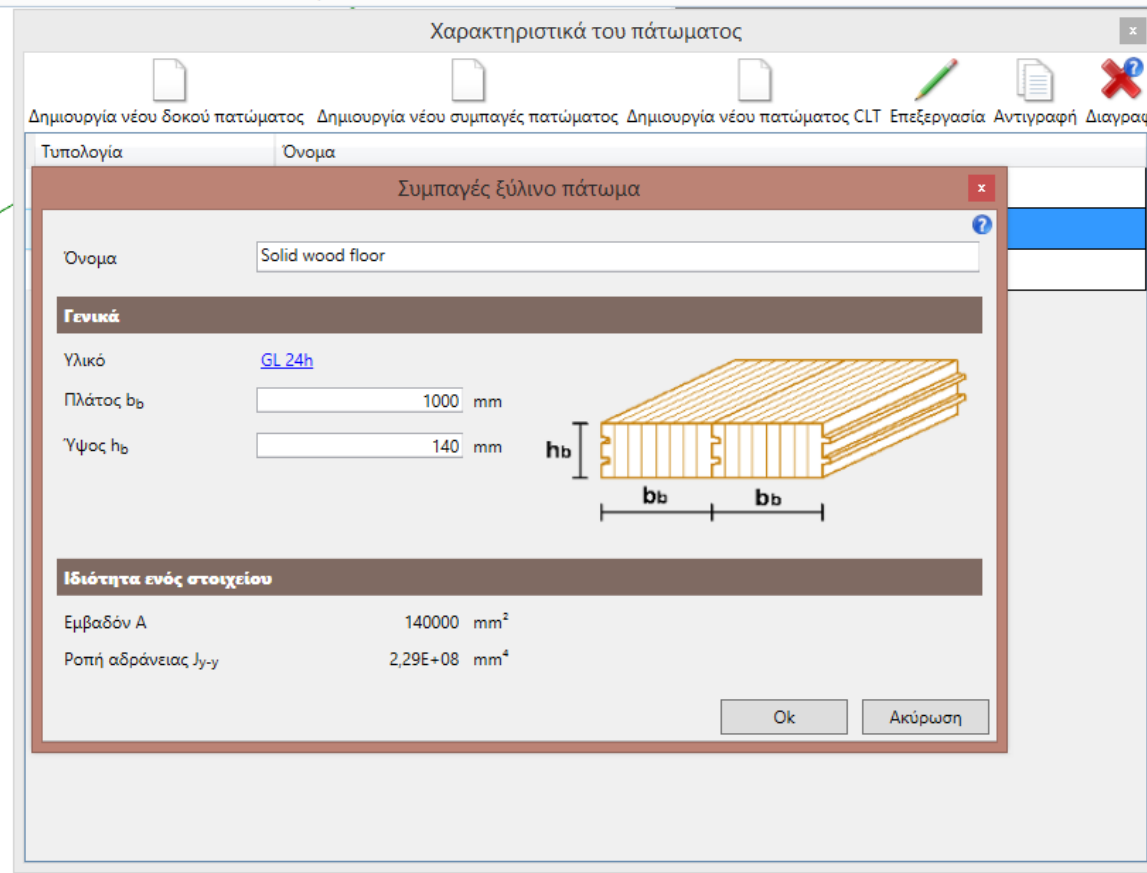 Χαρακτηριστικά του πάτωματος
x
Δημιουργία νέου δοκού πατώματος Δημιουργία νέου συμπαγές πατώματος Δημιουργία νέου πατώματος CLT Επεξεργασία Αντιγραφή Διαγραφ
Τυπολογία Όνομα
Συμπαγές ξύλινο πάτωμα
x
Όνομα Solid wood floor
Γενικά
Υλικό GL 24h
Πλάτος bb 1000 mm
Ύψος hb 140 mm
hb
bb bb
Ιδιότητα ενός στοιχείου
Εμβαδόν A 140000 mm²
Ροπή αδράνειας Jy-y 2,29E+08 mm⁴
Ok Ακύρωση